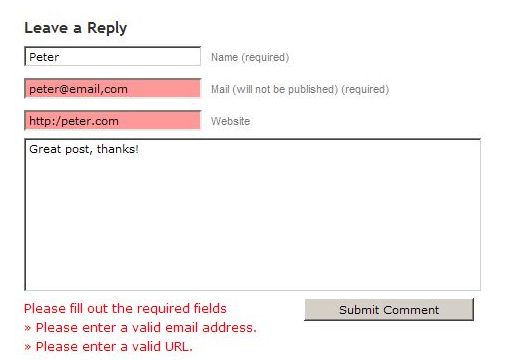 Leave a Reply
Peter Name (required)
peter@email,com Mail (will not be published) (required)
http:/peter.com Website
Great post, thanks!
Please fill out the required fields Submit Comment
» Please enter a valid email address.
» Please enter a valid URL.